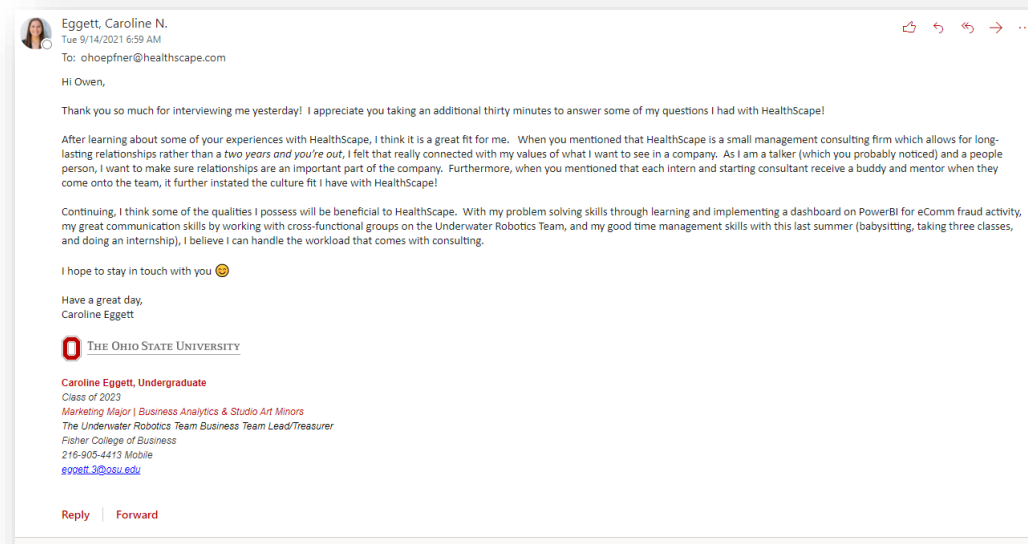 Eggett, Caroline N.
Tue 9/14/2021 6:59 AM
To: ohoepfner@healthscape.com
Hi Owen,
Thank you so much for interviewing me yesterday! I appreciate you taking an additional thirty minutes to answer some of my questions I had with HealthScape!
After learning about some of your experiences with HealthScape, I think it is a great fit for me. When you mentioned that HealthScape is a small management consulting firm which allows for long-
lasting relationships rather than a two years and you're out, I felt that really connected with my values of what I want to see in a company. As I am a talker (which you probably noticed) and a people
person, I want to make sure relationships are an important part of the company. Furthermore, when you mentioned that each intern and starting consultant receive a buddy and mentor when they
come onto the team, it further instated the culture fit I have with HealthScape!
Continuing, I think some of the qualities I possess will be beneficial to HealthScape. With my problem solving skills through learning and implementing a dashboard on PowerBI for eComm fraud activity,
my great communication skills by working with cross-functional groups on the Underwater Robotics Team, and my good time management skills with this last summer (babysitting, taking three classes,
and doing an internship), I believe I can handle the workload that comes with consulting.
I hope to stay in touch with you 😊
Have a great day,
Caroline Eggett
THE OHIO STATE UNIVERSITY
Caroline Eggett, Undergraduate
Class of 2023
Marketing Major | Business Analytics & Studio Art Minors
The Underwater Robotics Team Business Team Lead/Treasurer
Fisher College of Business
216-905-4413 Mobile
eggett.3@osu.edu
Reply | Forward